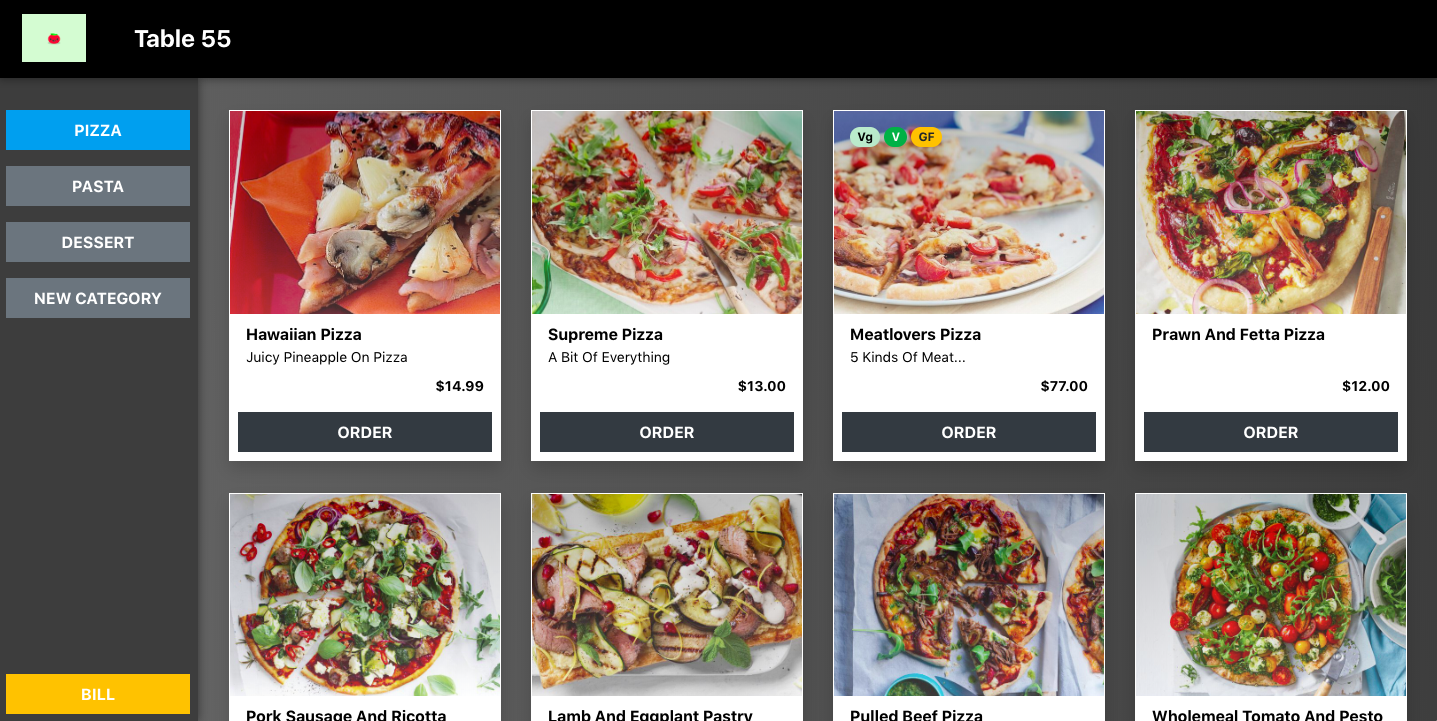 Table 55
PIZZA
PASTA
DESSERT
NEW CATEGORY
BILL
Hawaiian Pizza
Juicy Pineapple On Pizza
$14.99
ORDER
Supreme Pizza
A Bit Of Everything
$13.00
ORDER
Vg V GF
Meatlovers Pizza
5 Kinds Of Meat...
$77.00
ORDER
Prawn And Fetta Pizza
$12.00
ORDER
Pork Sausage And Ricotta
Lamb And Eggplant Pastry
Pulled Beef Pizza
Wholemeal Tomato And Pesto